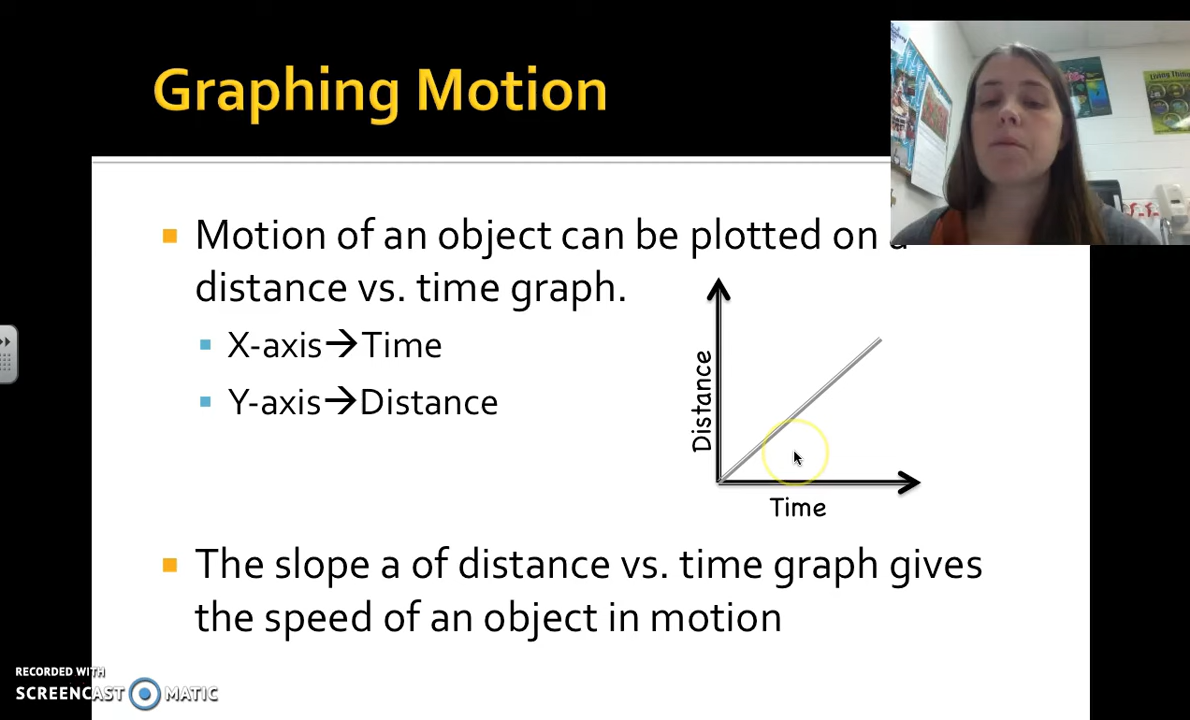 Graphing Motion
Living Thing
Motion of an object can be plotted on a
distance vs. time graph.
X-axis→Time
Y-axis→Distance
Distance
Time
The slope a of distance vs. time graph gives
the speed of an object in motion
RECORDED WITH
SCREENCAST MATIC